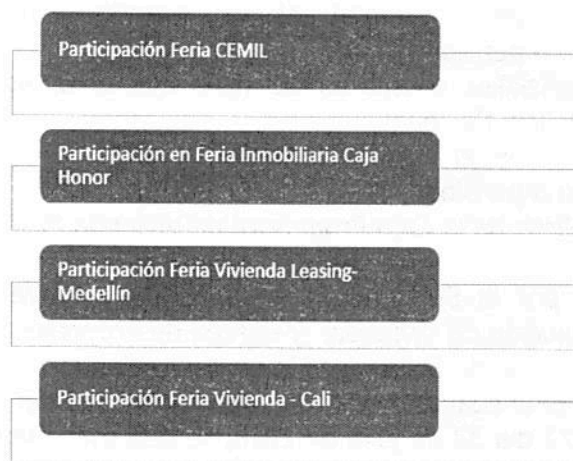 Participación Feria CEMIL
Participación en Feria Inmobiliaria Caja
Honor
Participación Feria Vivienda Leasing-
Medellín
Participación Feria Vivienda - Cali